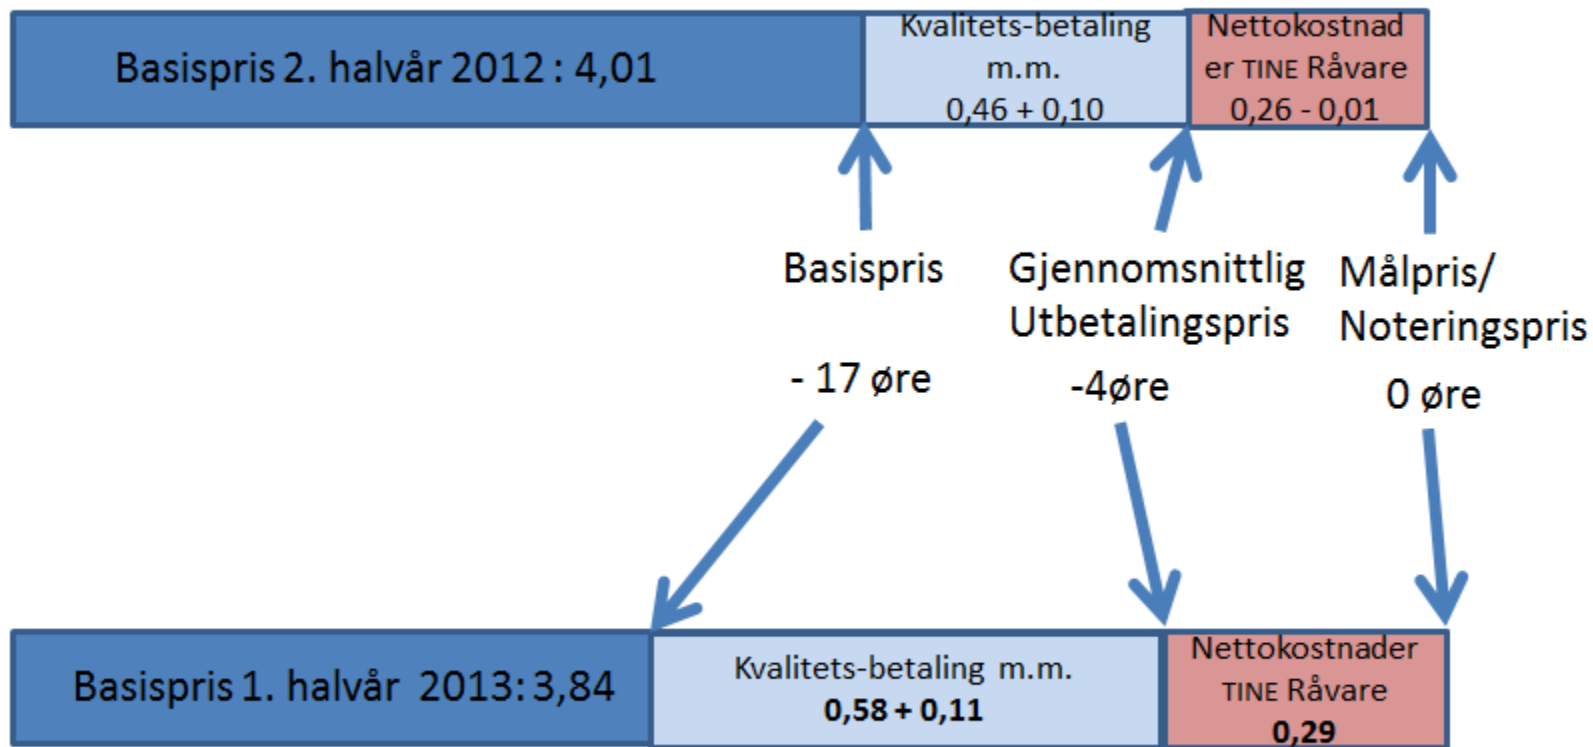 Basispris 2. halvår 2012 : 4,01
Kvalitets-betaling
m.m.
0,46 + 0,10
Nettokostnad
er TINE Råvare
0,26 - 0,01
Basispris
- 17 øre
Gjennomsnittlig
Utbetalingspris
-4øre
Målpris/
Noteringspris
0 øre
Basispris 1. halvår 2013: 3,84
Kvalitets-betaling m.m.
0,58 + 0,11
Nettokostnader
TINE Råvare
0,29